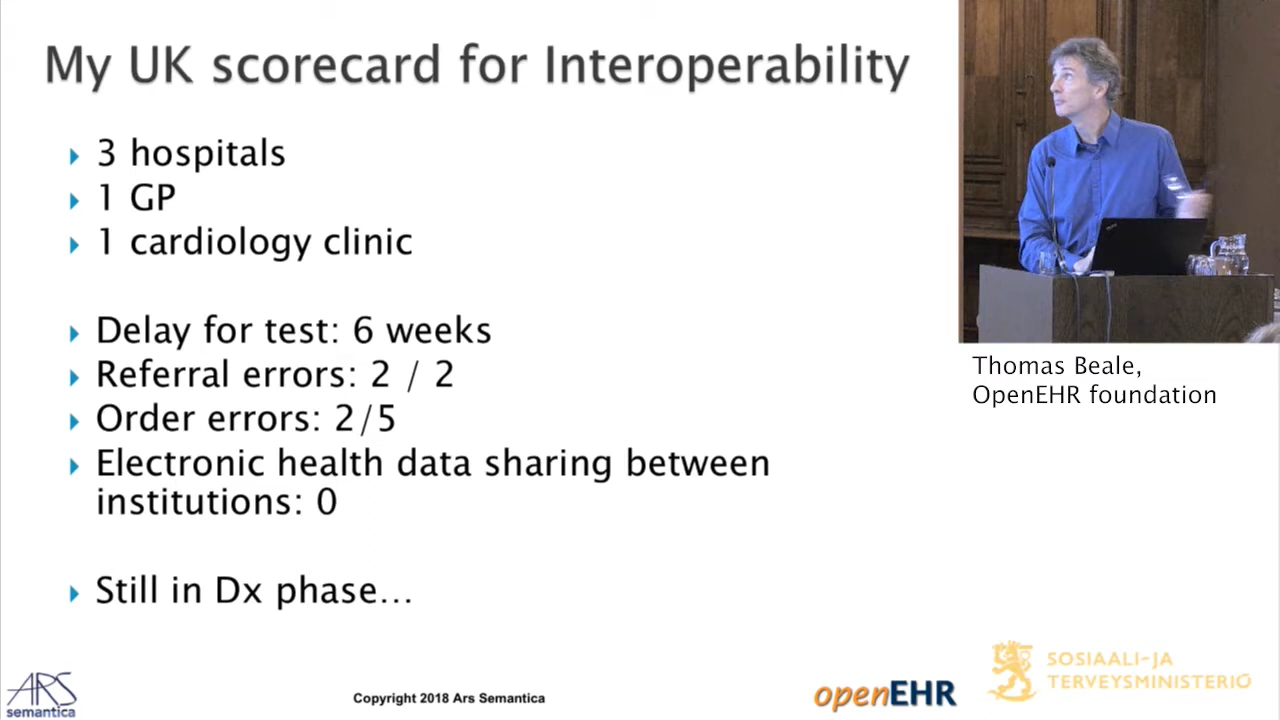 My UK scorecard for Interoperability
3 hospitals
1 GP
1 cardiology clinic
Delay for test: 6 weeks
Referral errors: 2 / 2
Order errors: 2/5
Electronic health data sharing between
institutions: 0
Still in Dx phase...
Thomas Beale,
OpenEHR foundation
ARS
semantica
Copyright 2018 Ars Semantica
openEHR
SOSIAALI-JA
TERVEYSMINISTERIÖ